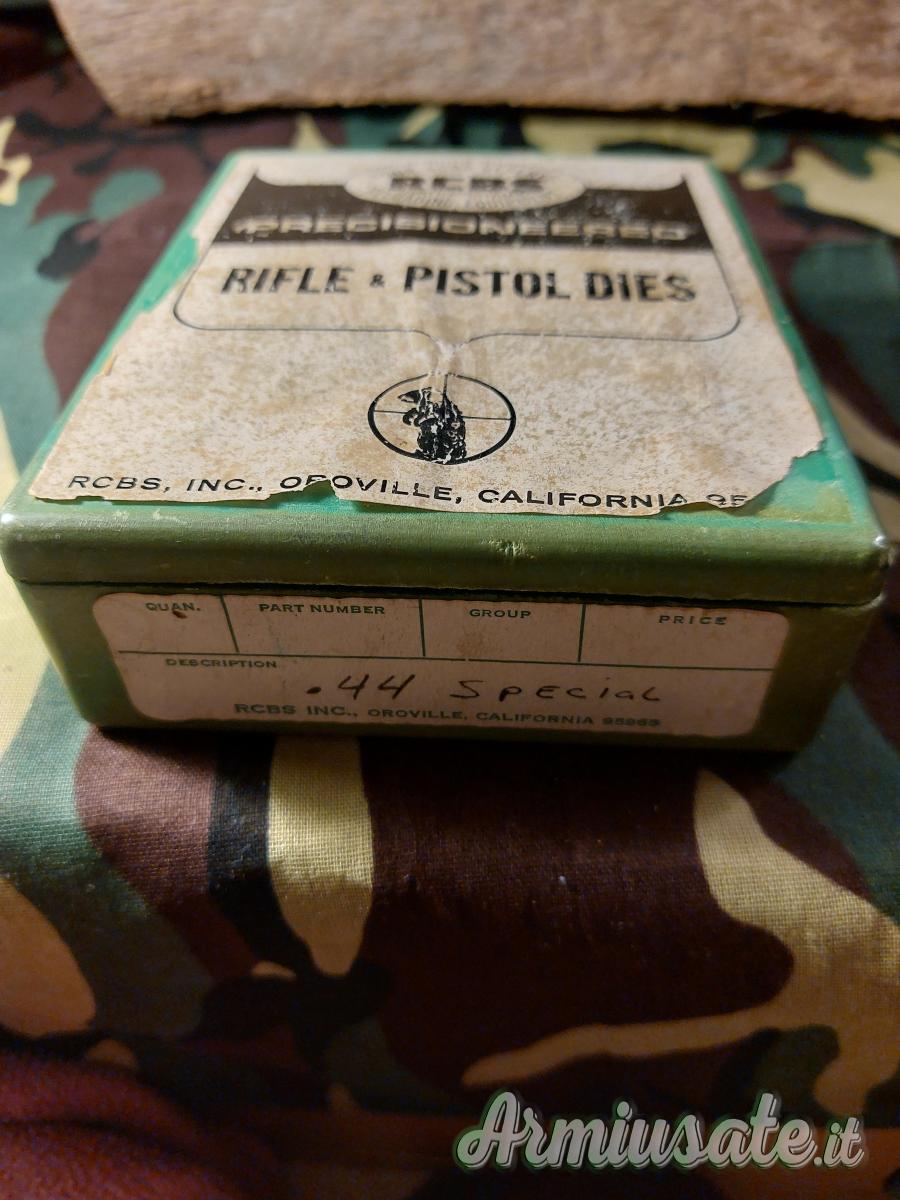 RCBS
PRECISIONEERED
RIFLE & PISTOL DIES
RCBS, INC., OROVILLE, CALIFORNIA 95
QUAN. PART NUMBER GROUP PRICE
DESCRIPTION
.44 SPECIAL
RCBS INC., OROVILLE, CALIFORNIA 95965
Armiusate.it